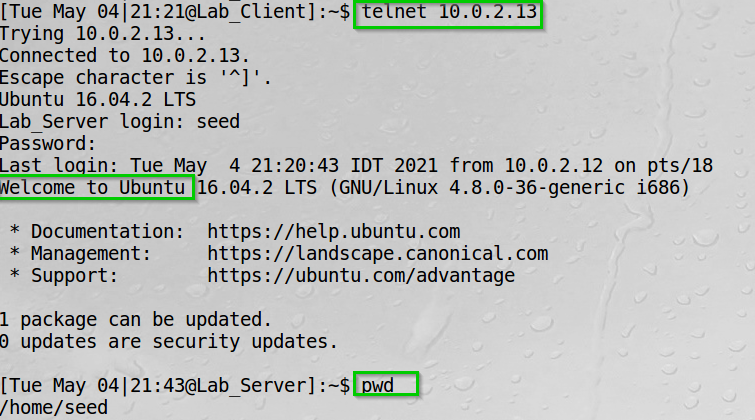 [Tue May 04|21:21@Lab_Client]:~$ telnet 10.0.2.13
Trying 10.0.2.13...
Connected to 10.0.2.13.
Escape character is '^]'.
Ubuntu 16.04.2 LTS
Lab_Server login: seed
Password:
Last login: Tue May  4 21:20:43 IDT 2021 from 10.0.2.12 on pts/18
Welcome to Ubuntu 16.04.2 LTS (GNU/Linux 4.8.0-36-generic i686)
* Documentation:  https://help.ubuntu.com
* Management:     https://landscape.canonical.com
* Support:        https://ubuntu.com/advantage
1 package can be updated.
0 updates are security updates.
[Tue May 04|21:43@Lab_Server]:~$ pwd
/home/seed